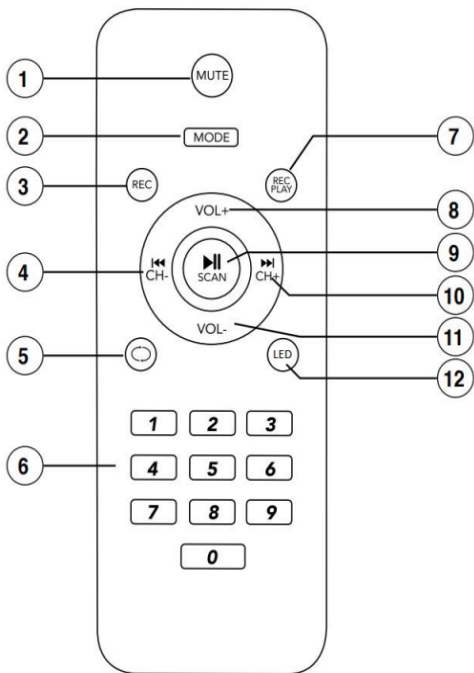 1
MUTE
2
MODE
3
REC
REC
PLAY
7
VOL+
8
4
CH-
SCAN
CH+
9
10
VOL-
11
5
LED
12
6
1 2 3
4 5 6
7 8 9
0